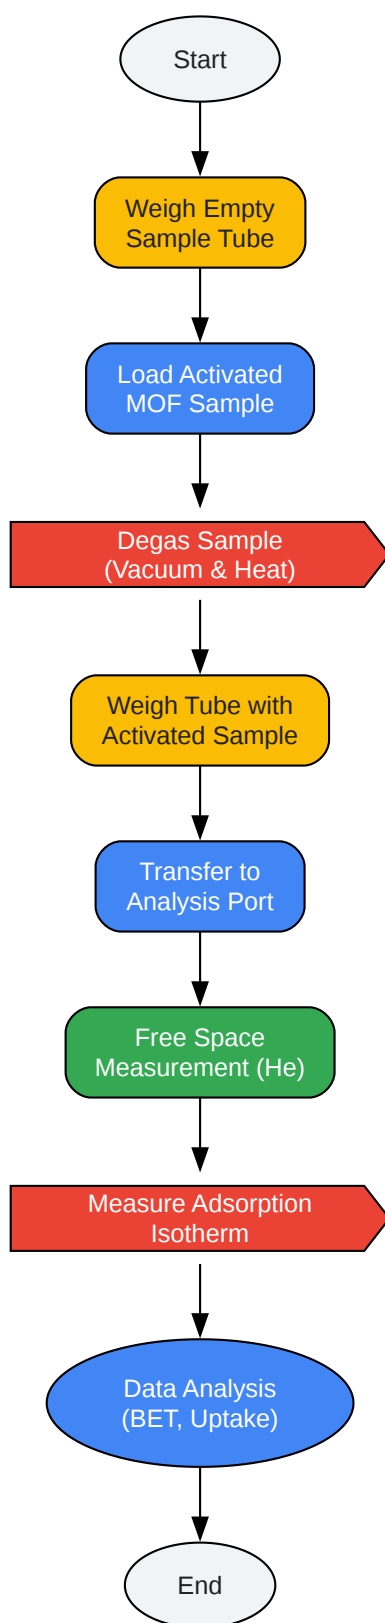 Start
Weigh Empty
Sample Tube
Load Activated
MOF Sample
Degas Sample
(Vacuum & Heat)
Weigh Tube with
Activated Sample
Transfer to
Analysis Port
Free Space
Measurement (He)
Measure Adsorption
Isotherm
Data Analysis
(BET, Uptake)
End